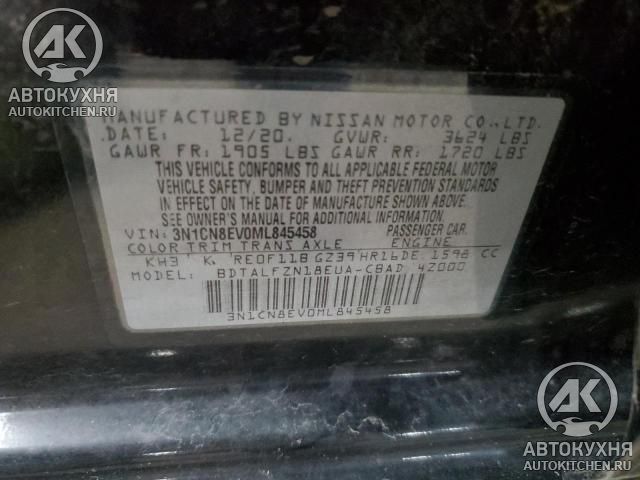 AK
АВТОКУХНЯ
AUTOKITCHEN.RU
MANUFACTURED BY NISSAN MOTOR CO.,LTD.
DATE: 12/20. GVWR: 3624 LBS
GAWR FR: 1905 LBS GAWR RR: 1720 LBS
THIS VEHICLE CONFORMS TO ALL APPLICABLE FEDERAL MOTOR
VEHICLE SAFETY, BUMPER AND THEFT PREVENTION STANDARDS
IN EFFECT ON THE DATE OF MANUFACTURE SHOWN ABOVE.
SEE OWNER'S MANUAL FOR ADDITIONAL INFORMATION.
VIN: 3N1CN8EV0ML845458 PASSENGER CAR.
COLOR TRIM TRANS AXLE ENGINE
KH3 K RE0F11B GZ39 HR16DE 1598 CC
MODEL: BDTALFZN18EUA-CBAD 4Z000
3N1CN8EV0ML845458
AK
АВТОКУХНЯ
AUTOKITCHEN.RU